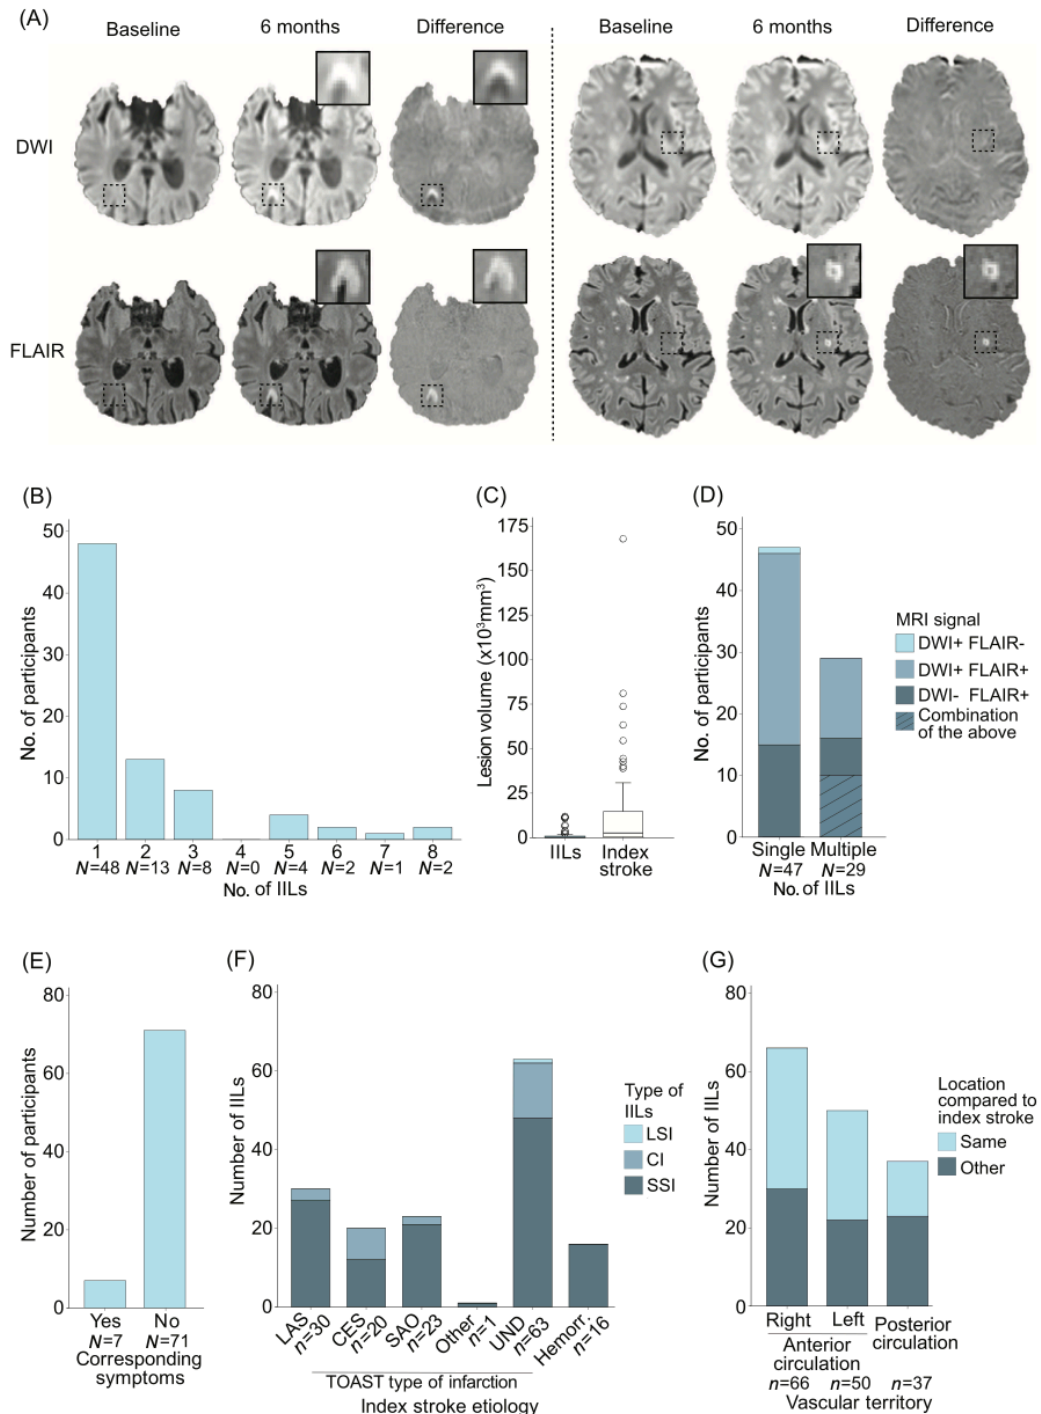 (A)
Baseline 6 months Difference Baseline 6 months Difference
DWI
FLAIR
(B)
No. of participants
50
40
30
20
10
0
1 2 3 4 5 6 7 8
N=48 N=13 N=8 N=0 N=4 N=2 N=1 N=2
No. of IILs
(C)
Lesion volume (x10³mm³)
175
150
125
100
75
50
25
0
IILs Index stroke
(D)
No. of participants
50
40
30
20
10
0
Single Multiple
N=47 N=29
No. of IILs
MRI signal
DWI+ FLAIR-
DWI+ FLAIR+
DWI- FLAIR+
Combination
of the above
(E)
Number of participants
80
60
40
20
0
Yes No
N=7 N=71
Corresponding
symptoms
(F)
Number of IILs
80
60
40
20
0
LAS n=30
CES n=20
SAO n=23
Other n=1
UND n=63
Hemorr. n=16
TOAST type of infarction
Index stroke etiology
Type of
IILs
LSI
CI
SSI
(G)
Number of IILs
80
60
40
20
0
Right Left Posterior
Anterior circulation
circulation
n=66 n=50 n=37
Vascular territory
Location
compared to
index stroke
Same
Other